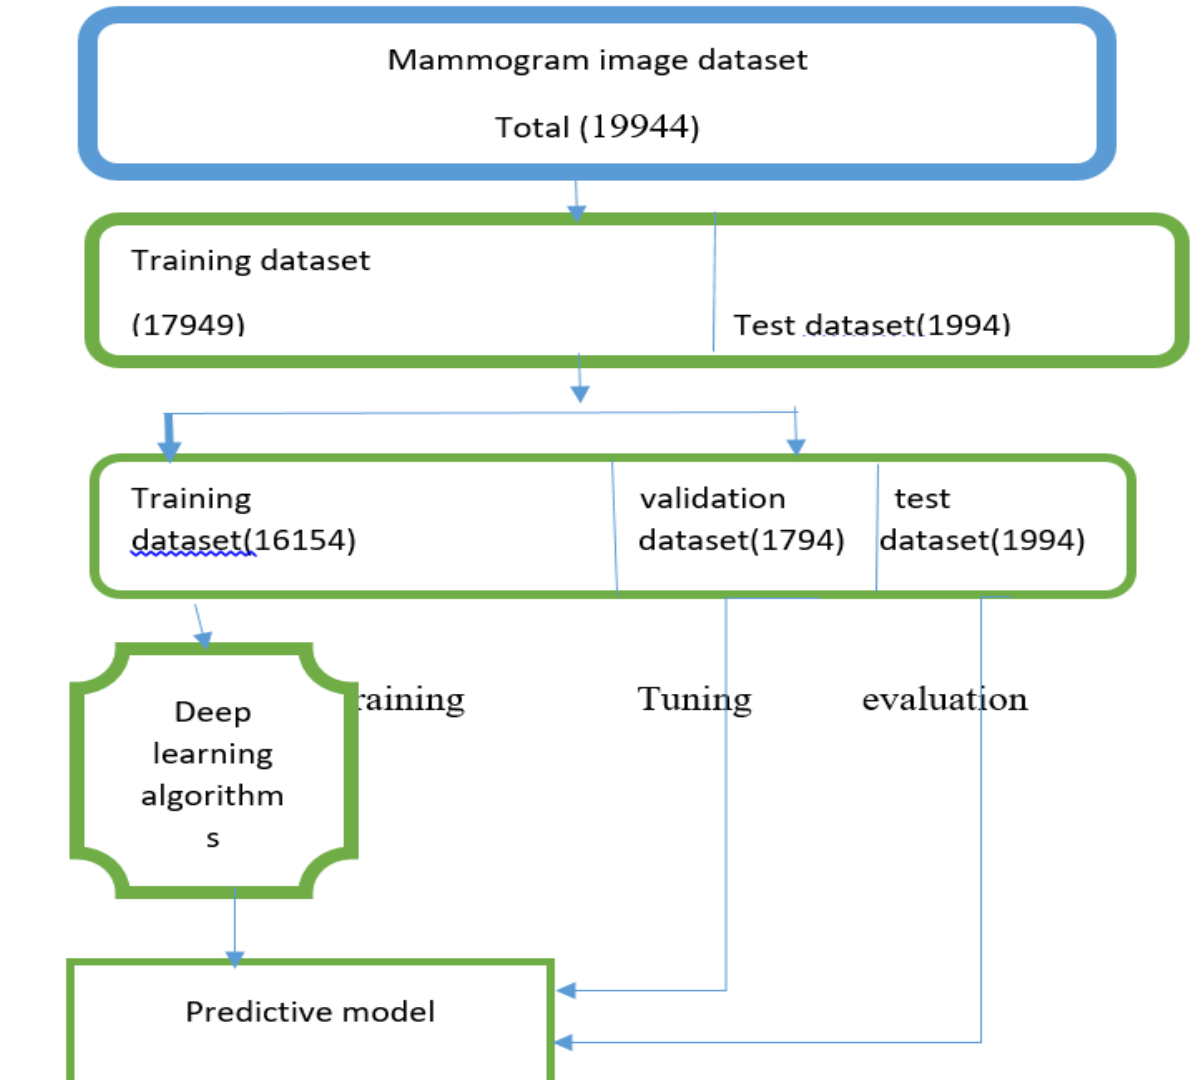 Mammogram image dataset
Total (19944)
Training dataset
(17949)
Test dataset(1994)
Training
dataset(16154)
validation
dataset(1794)
test
dataset(1994)
raining
Tuning
evaluation
Deep
learning
algorithm
s
Predictive model